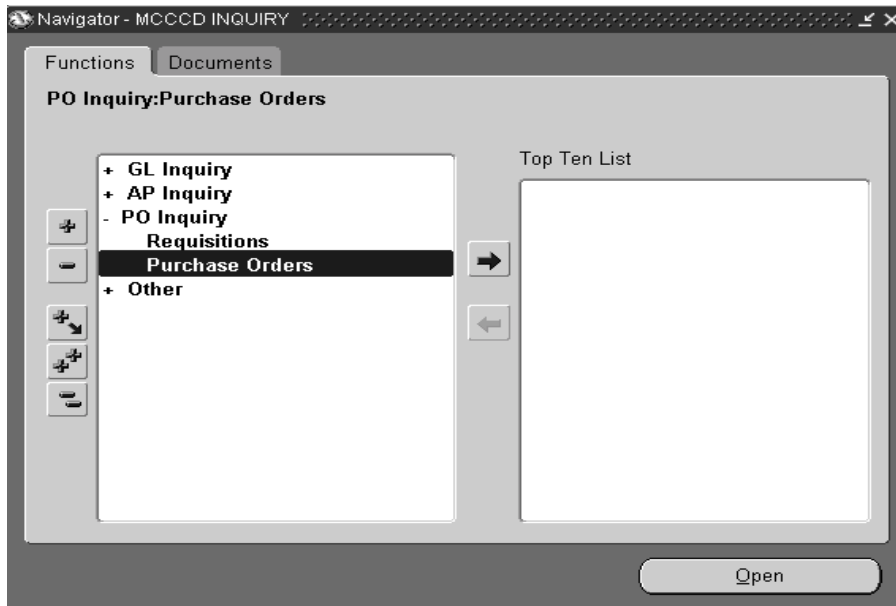 Navigator - MCCCD INQUIRY
Functions Documents
PO Inquiry:Purchase Orders
Top Ten List
+ GL Inquiry
+ AP Inquiry
- PO Inquiry
Requisitions
Purchase Orders
+ Other
Open